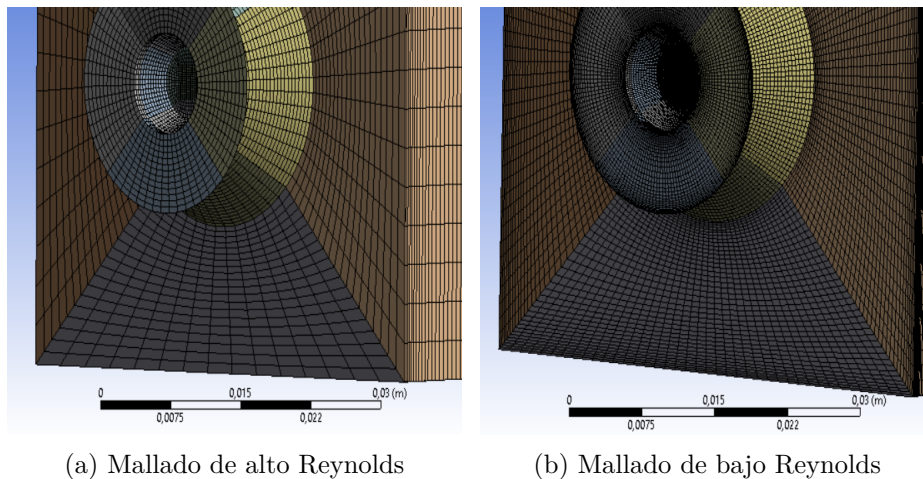 0 0,015 0,03 (m)
0,0075 0,022
0 0,015 0,03 (m)
0,0075 0,022
(a) Mallado de alto Reynolds
(b) Mallado de bajo Reynolds